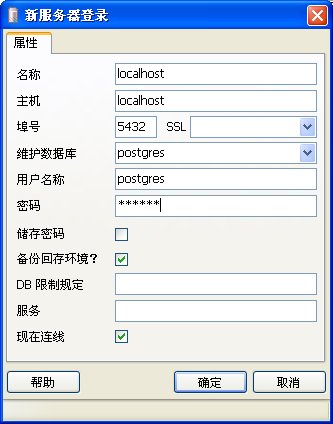 新服务器登录
属性
名称 localhost
主机 localhost
埠号 5432 SSL
维护数据库 postgres
用户名称 postgres
密码 ******
储存密码
备份回存环境？
DB 限制规定
服务
现在连线
帮助 确定 取消